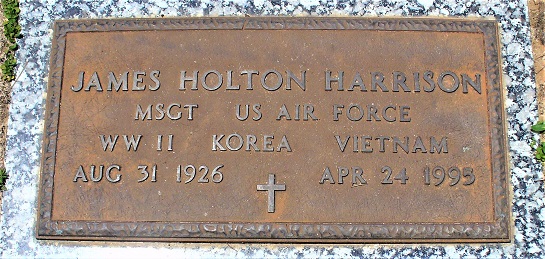 JAMES HOLTON HARRISON
MSGT US AIR FORCE
WW II KOREA VIETNAM
AUG 31 1926 APR 24 1995